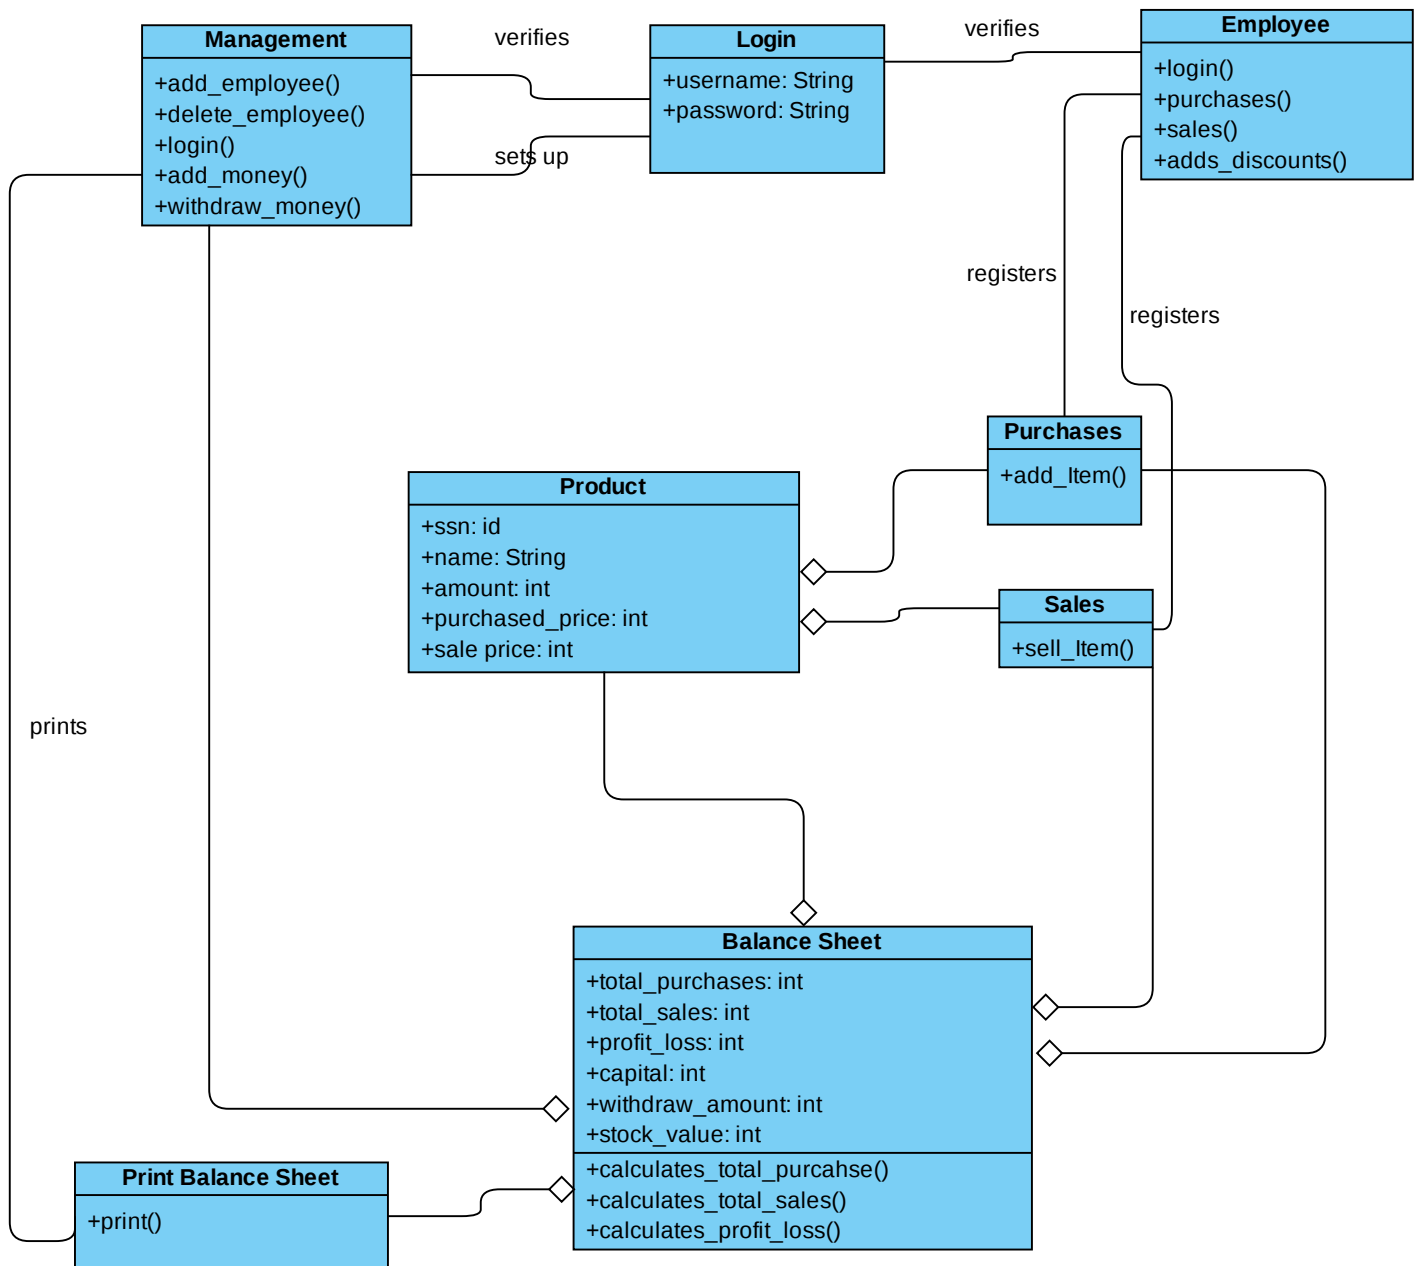 Management
+add_employee()
+delete_employee()
+login()
+add_money()
+withdraw_money()
verifies
sets up
Login
+username: String
+password: String
verifies
Employee
+login()
+purchases()
+sales()
+adds_discounts()
registers
registers
Purchases
+add_Item()
Product
+ssn: id
+name: String
+amount: int
+purchased_price: int
+sale price: int
Sales
+sell_Item()
prints
Balance Sheet
+total_purchases: int
+total_sales: int
+profit_loss: int
+capital: int
+withdraw_amount: int
+stock_value: int
+calculates_total_purcahse()
+calculates_total_sales()
+calculates_profit_loss()
Print Balance Sheet
+print()